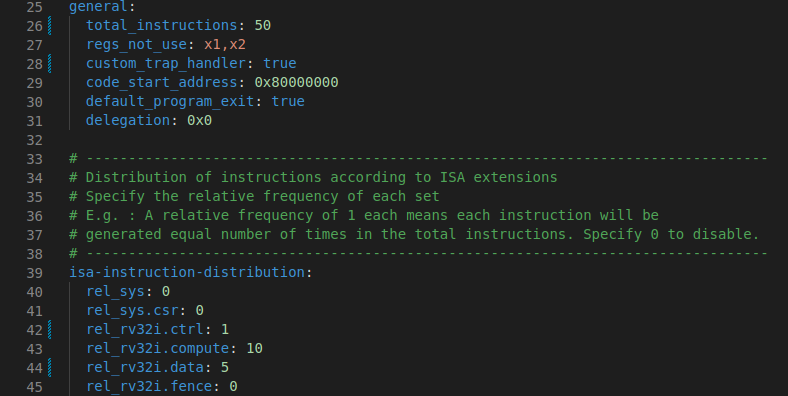 25 general:
26   total_instructions: 50
27   regs_not_use: x1,x2
28   custom_trap_handler: true
29   code_start_address: 0x80000000
30   default_program_exit: true
31   delegation: 0x0
32
33 # ---------------------------------------------------------------------------------
34 # Distribution of instructions according to ISA extensions
35 # Specify the relative frequency of each set
36 # E.g. : A relative frequency of 1 each means each instruction will be
37 # generated equal number of times in the total instructions. Specify 0 to disable.
38 # ---------------------------------------------------------------------------------
39 isa-instruction-distribution:
40   rel_sys: 0
41   rel_sys.csr: 0
42   rel_rv32i.ctrl: 1
43   rel_rv32i.compute: 10
44   rel_rv32i.data: 5
45   rel_rv32i.fence: 0